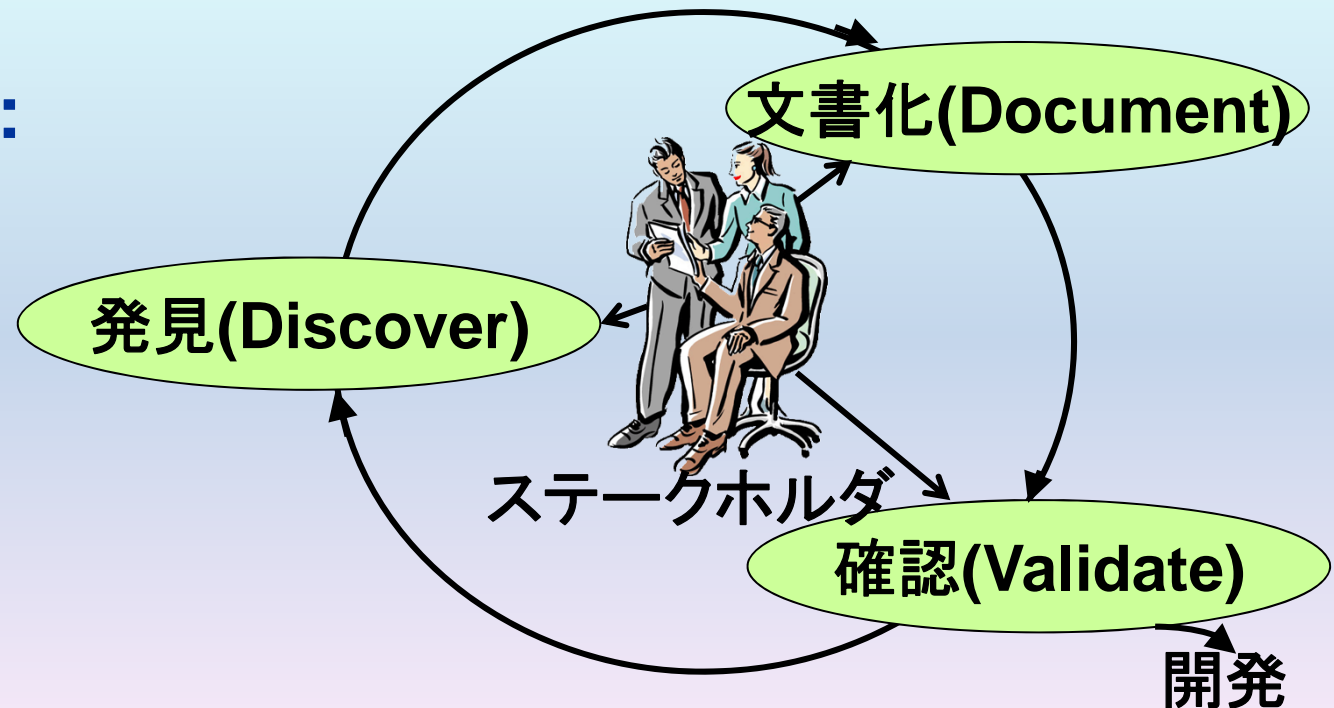 :
文書化(Document)
発見(Discover)
ステークホルダ
確認(Validate)
開発